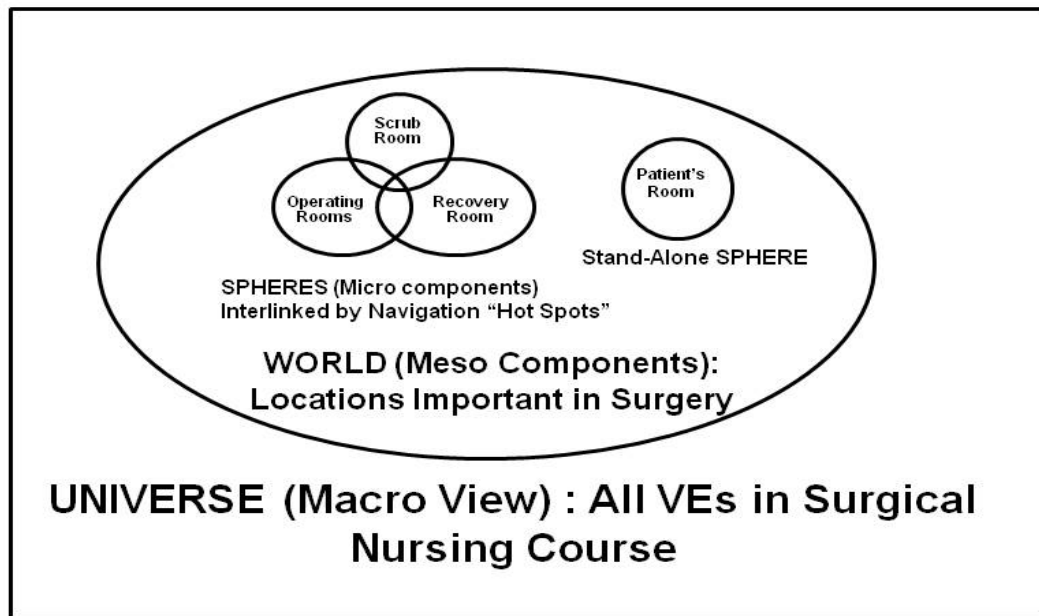 Scrub
Room
Operating
Rooms
Recovery
Room
Patient's
Room
Stand-Alone SPHERE
SPHERES (Micro components)
Interlinked by Navigation “Hot Spots”
WORLD (Meso Components):
Locations Important in Surgery
UNIVERSE (Macro View) : All VEs in Surgical
Nursing Course